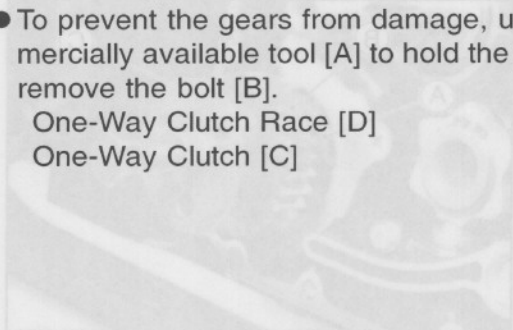 ● To prevent the gears from damage, u
mercially available tool [A] to hold the
remove the bolt [B].
One-Way Clutch Race [D]
One-Way Clutch [C]